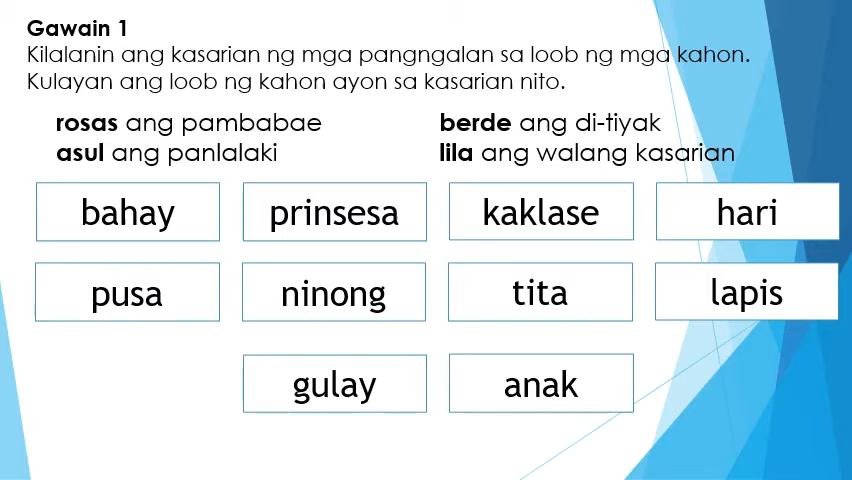 Gawain 1
Kilalanin ang kasarian ng mga pangngalan sa loob ng mga kahon.
Kulayan ang loob ng kahon ayon sa kasarian nito.
rosas ang pambabae
berde ang di-tiyak
asul ang panlalaki
lila ang walang kasarian
bahay prinsesa kaklase hari
pusa ninong tita lapis
gulay anak